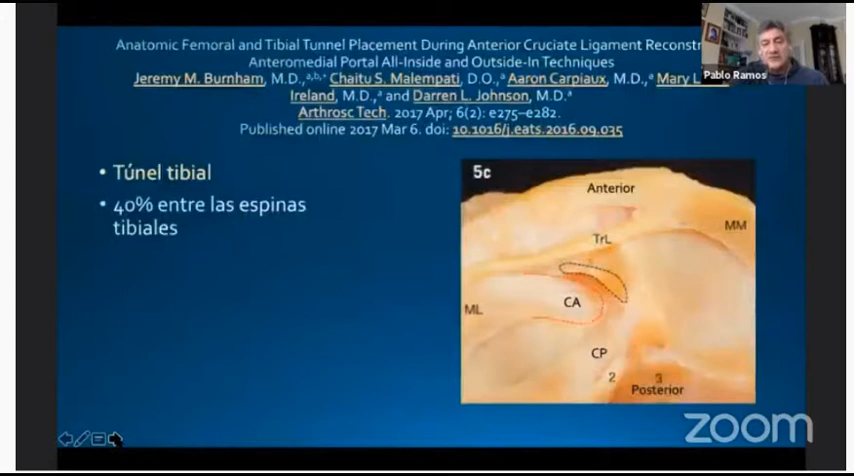 Anatomic Femoral and Tibial Tunnel Placement During Anterior Cruciate Ligament Reconstr
Anteromedial Portal All-Inside and Outside-In Techniques
Jeremy M. Burnham, M.D.,a,b,* Chaitu S. Malempati, D.O.,a Aaron Carpiaux, M.D.,a Mary L.
Ireland, M.D.,a and Darren L. Johnson, M.D.a
Arthrosc Tech. 2017 Apr; 6(2): e275–e282.
Published online 2017 Mar 6. doi: 10.1016/j.eats.2016.09.035
Pablo Ramos
• Túnel tibial
• 40% entre las espinas
tibiales
5c
Anterior
MM
TrL
CA
ML
CP
2
3
Posterior
zoom